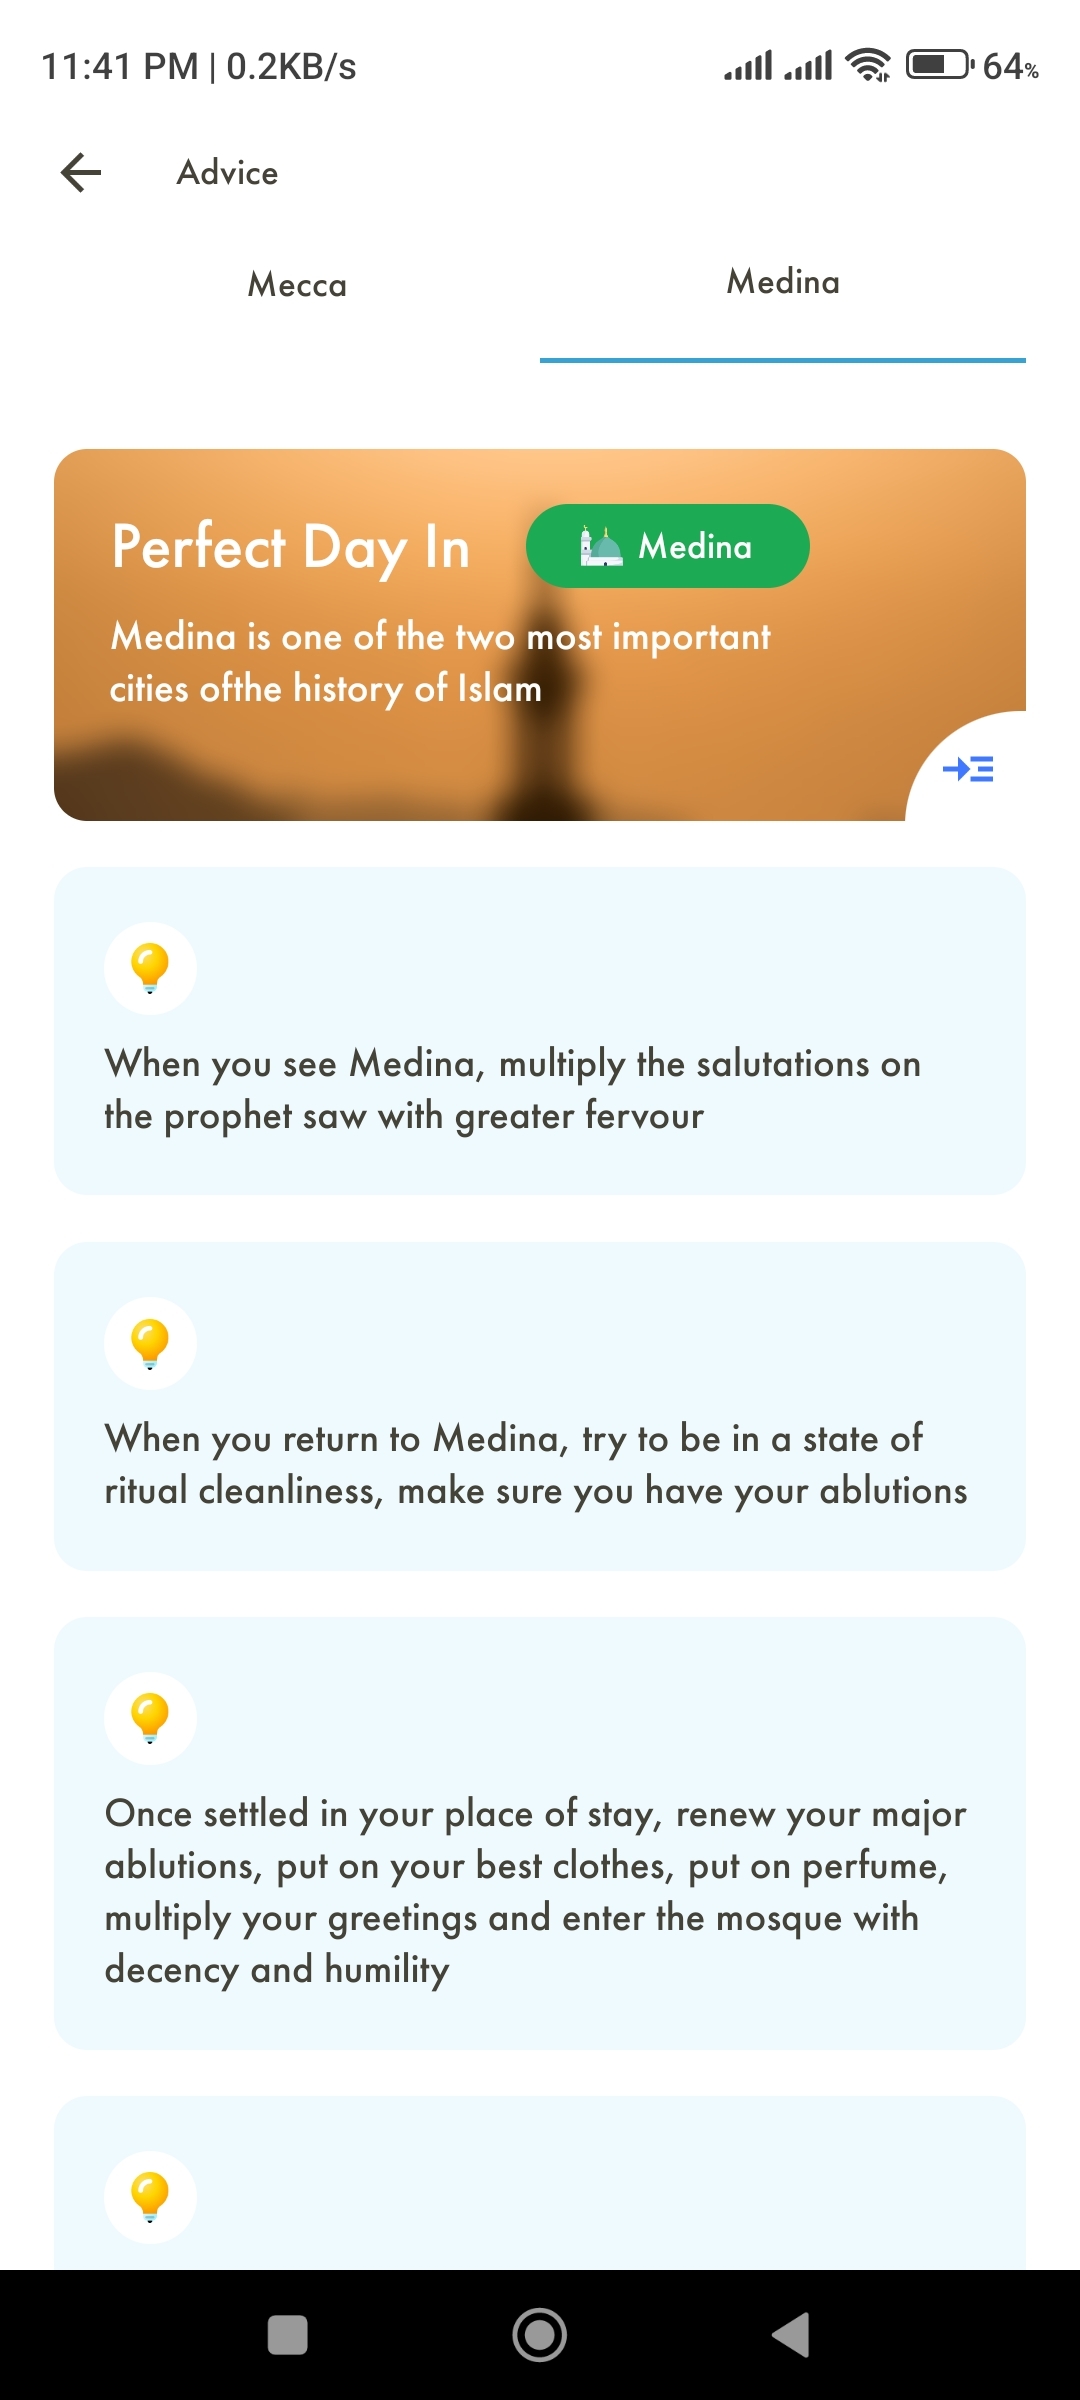 11:41 PM | 0.2KB/s 64%
Advice
Mecca Medina
Perfect Day In Medina
Medina is one of the two most important
cities ofthe history of Islam
When you see Medina, multiply the salutations on
the prophet saw with greater fervour
When you return to Medina, try to be in a state of
ritual cleanliness, make sure you have your ablutions
Once settled in your place of stay, renew your major
ablutions, put on your best clothes, put on perfume,
multiply your greetings and enter the mosque with
decency and humility